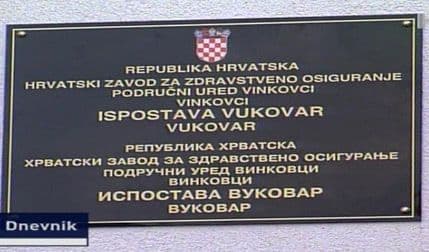 REPUBLIKA HRVATSKA
HRVATSKI ZAVOD ZA ZDRAVSTVENO OSIGURANJE
PODRUČNI URED VINKOVCI
VINKOVCI
ISPOSTAVA VUKOVAR
VUKOVAR
РЕПУБЛИКА ХРВАТСКА
ХРВАТСКИ ЗАВОД ЗА ЗДРАВСТВЕНО ОСИГУРАЊЕ
ПОДРУЧНИ УРЕД ВИНКОВЦИ
ВИНКОВЦИ
ИСПОСТАВА ВУКОВАР
ВУКОВАР
Dnevnik